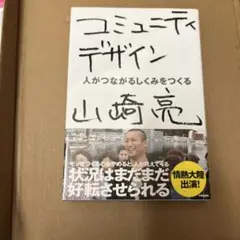 コミュニティ
デザイン
人がつながるしくみをつくる
山崎亮
状況はまだまだ
好転させられる
情熱大陸
出演!